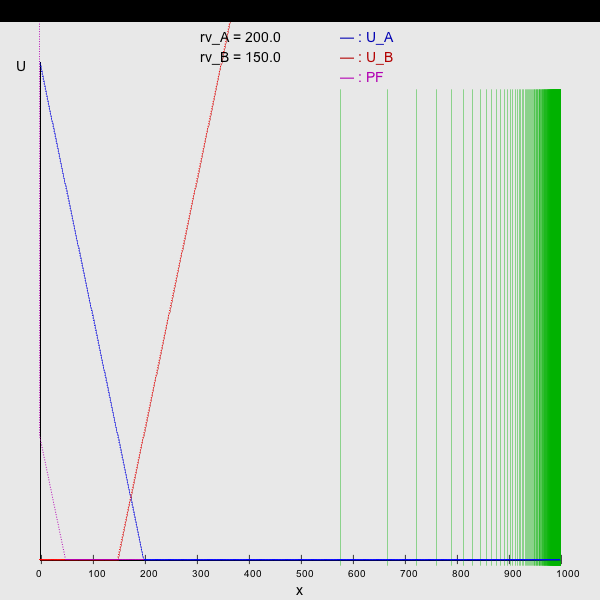 rv_A = 200.0 — : U_A
U rv_B = 150.0 — : U_B
— : PF
0 100 200 300 400 500 600 700 800 900 1000
x